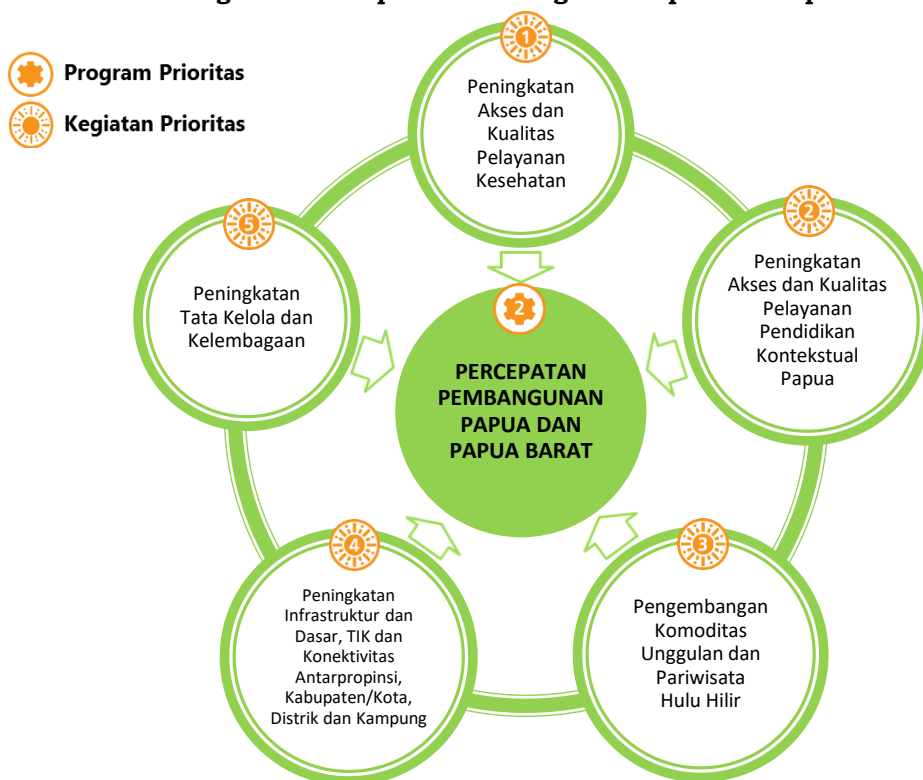 Program Prioritas
Kegiatan Prioritas
1
Peningkatan
Akses dan
Kualitas
Pelayanan
Kesehatan
2
Peningkatan
Akses dan Kualitas
Pelayanan
Pendidikan
Kontekstual
Papua
3
Pengembangan
Komoditas
Unggulan dan
Pariwisata
Hulu Hilir
4
Peningkatan
Infrastruktur dan
Dasar, TIK dan
Konektivitas
Antarpropinsi,
Kabupaten/Kota,
Distrik dan Kampung
5
Peningkatan
Tata Kelola dan
Kelembagaan
2
PERCEPATAN
PEMBANGUNAN
PAPUA DAN
PAPUA BARAT